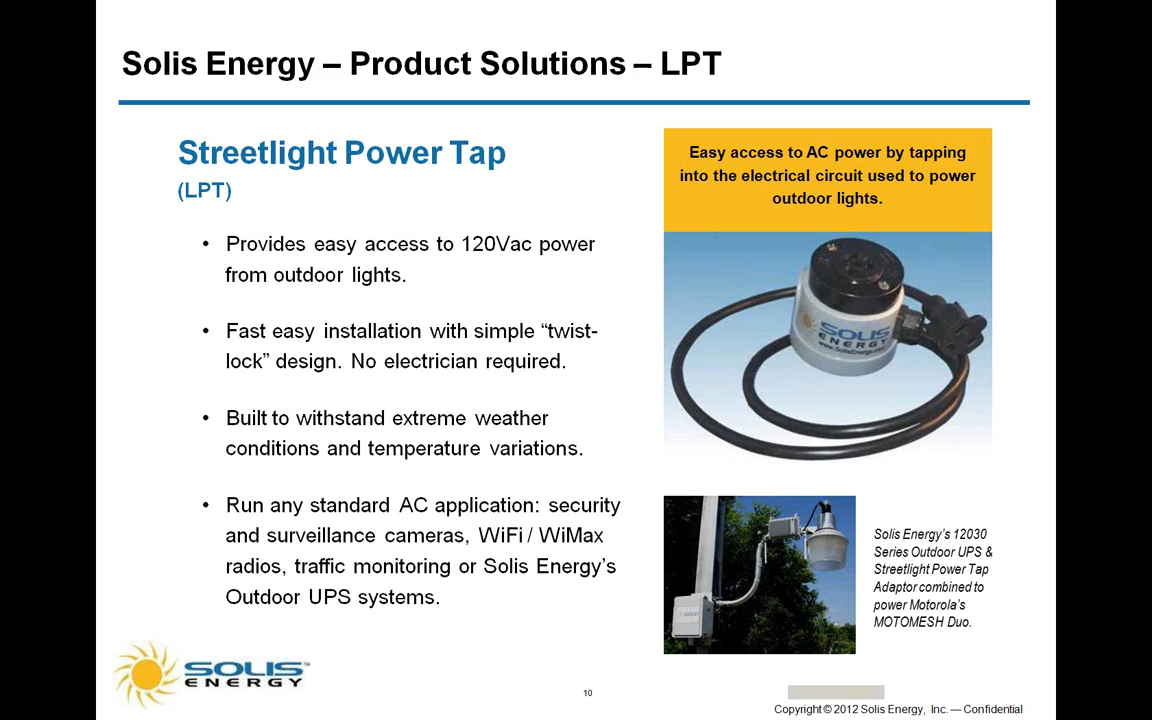 Solis Energy – Product Solutions – LPT
Streetlight Power Tap
(LPT)
• Provides easy access to 120Vac power
from outdoor lights.
• Fast easy installation with simple “twist-
lock” design. No electrician required.
• Built to withstand extreme weather
conditions and temperature variations.
• Run any standard AC application: security
and surveillance cameras, WiFi / WiMax
radios, traffic monitoring or Solis Energy’s
Outdoor UPS systems.
Easy access to AC power by tapping
into the electrical circuit used to power
outdoor lights.
SOLIS
ENERGY
www.SolisEnergy.com
Solis Energy’s 12030
Series Outdoor UPS &
Streetlight Power Tap
Adaptor combined to
power Motorola’s
MOTOMESH Duo.
SOLIS™
ENERGY
10
Copyright © 2012 Solis Energy, Inc. — Confidential